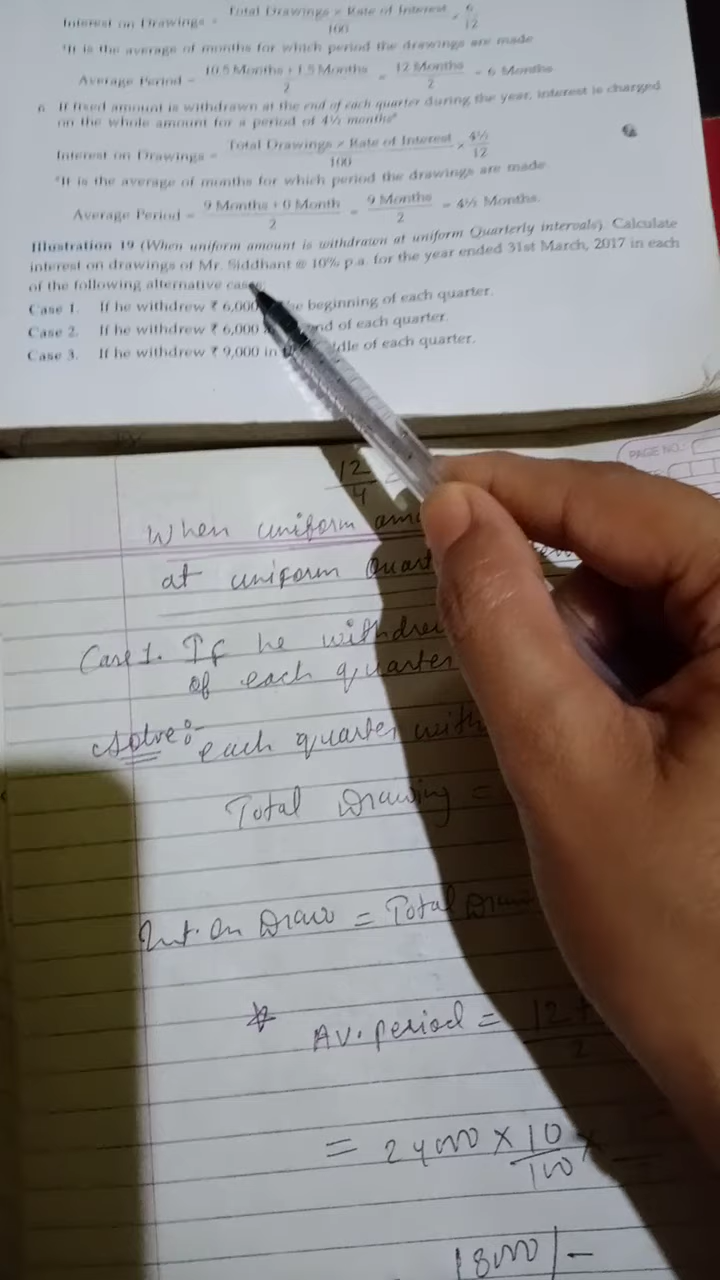 Interest on Drawings = Total Drawings × Rate of Interest / 100 × 6 / 12
"It is the average of months for which period the drawings are made
Average Period = 10.5 Months + 1.5 Months / 2 = 12 Months / 2 = 6 Months
6. If fixed amount is withdrawn at the end of each quarter during the year, interest is charged
on the whole amount for a period of 4½ months"
Interest on Drawings = Total Drawings × Rate of Interest / 100 × 4½ / 12
"It is the average of months for which period the drawings are made
Average Period = 9 Months + 0 Month / 2 = 9 Months / 2 = 4½ Months.
Illustration 19 (When uniform amount is withdrawn at uniform Quarterly intervals). Calculate
interest on drawings of Mr. Siddhant @ 10% p.a. for the year ended 31st March, 2017 in each
of the following alternative
Case 1. If he withdrew ₹ 6,000 beginning of each quarter.
Case 2. If he withdrew ₹ 6,000 of each quarter.
Case 3. If he withdrew ₹ 9,000 in of each quarter.
PAGE NO.:
12 / 4
When uniform
at uniform
Case 1. If he
of each quarter
Solve:- each quarter
Total Drawing =
Int. On Draw = Total
* AV. period = 12 + / 2
= 24000 × 10 / 100 ×
1800/-